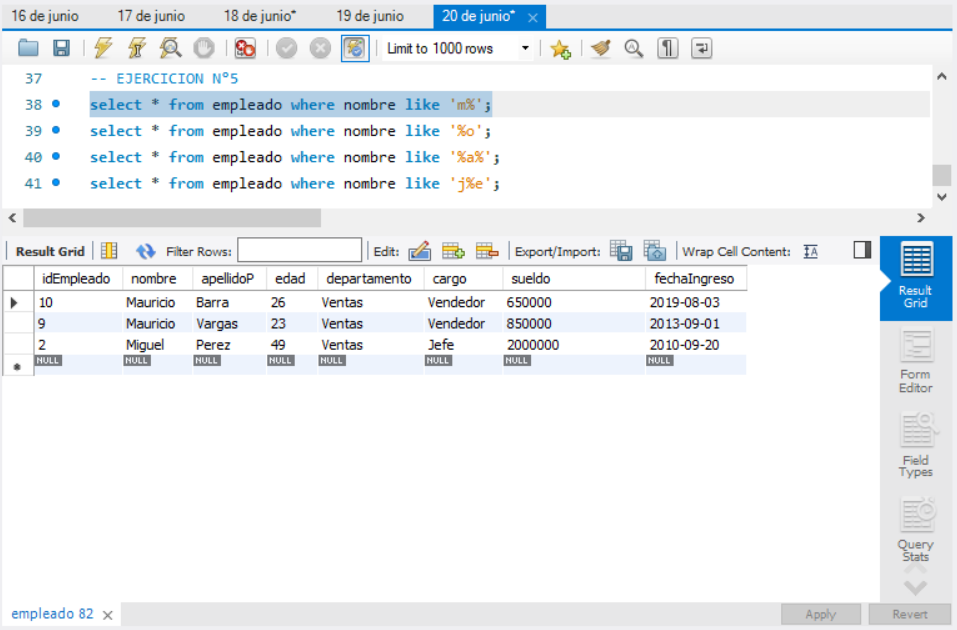 16 de junio 17 de junio 18 de junio* 19 de junio 20 de junio* ×
Limit to 1000 rows
37 -- EJERCICION N°5
38 select * from empleado where nombre like 'm%';
39 select * from empleado where nombre like '%o';
40 select * from empleado where nombre like '%a%';
41 select * from empleado where nombre like 'j%e';
Result Grid Filter Rows: Edit: Export/Import: Wrap Cell Content: IA
idEmpleado nombre apellidoP edad departamento cargo sueldo fechaIngreso
10 Mauricio Barra 26 Ventas Vendedor 650000 2019-08-03
9 Mauricio Vargas 23 Ventas Vendedor 850000 2013-09-01
2 Miguel Perez 49 Ventas Jefe 2000000 2010-09-20
NULL NULL NULL NULL NULL NULL NULL NULL
Result
Grid
Form
Editor
Field
Types
Query
Stats
empleado 82 ×
Apply Revert